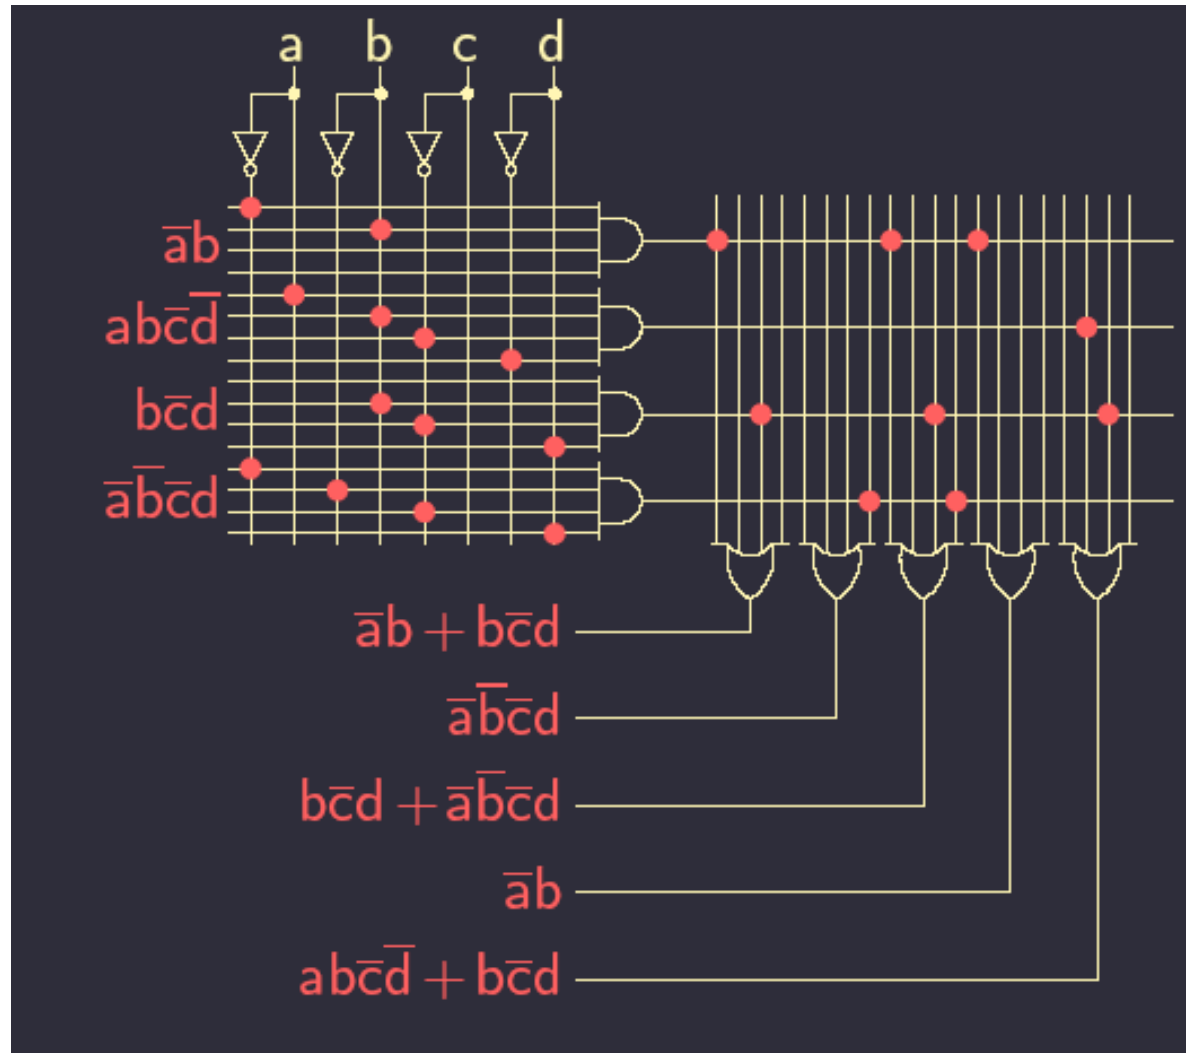 a b c d
a̅b
abc̅d̅
bc̅d
a̅b̅c̅d
a̅b + bc̅d
a̅b̅c̅d
bc̅d + a̅b̅c̅d
a̅b
abc̅d̅ + bc̅d